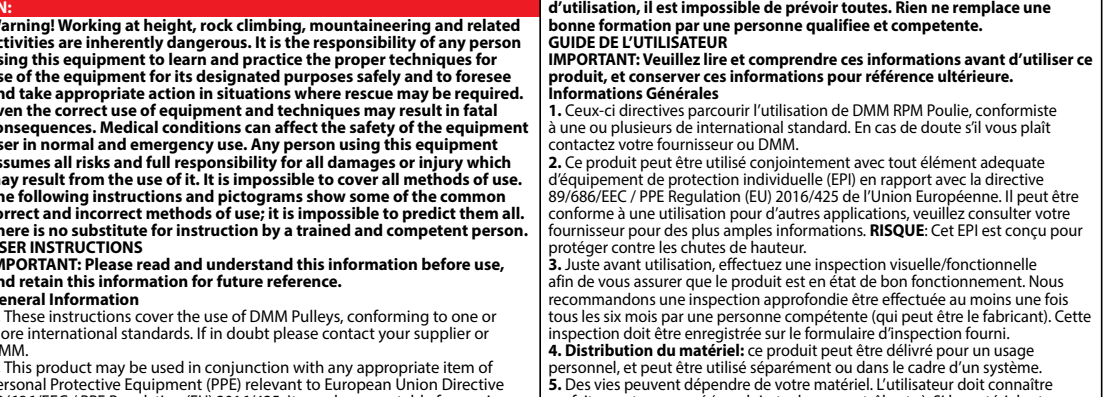 EN:
Warning! Working at height, rock climbing, mountaineering and related
activities are inherently dangerous. It is the responsibility of any person
using this equipment to learn and practice the proper techniques for
use of the equipment for its designated purposes safely and to foresee
and take appropriate action in situations where rescue may be required.
Even the correct use of equipment and techniques may result in fatal
consequences. Medical conditions can affect the safety of the equipment
user in normal and emergency use. Any person using this equipment
assumes all risks and full responsibility for all damages or injury which
may result from the use of it. It is impossible to cover all methods of use.
The following instructions and pictograms show some of the common
correct and incorrect methods of use; it is impossible to predict them all.
There is no substitute for instruction by a trained and competent person.
USER INSTRUCTIONS
IMPORTANT: Please read and understand this information before use,
and retain this information for future reference.
General Information
These instructions cover the use of DMM Pulleys, conforming to one or
more international standards. If in doubt please contact your supplier or
DMM.
This product may be used in conjunction with any appropriate item of
Personal Protective Equipment (PPE) relevant to European Union Directive
d'utilisation, il est impossible de prévoir toutes. Rien ne remplace une
bonne formation par une personne qualifiee et competente.
GUIDE DE L'UTILISATEUR
IMPORTANT: Veuillez lire et comprendre ces informations avant d'utiliser ce
produit, et conserver ces informations pour référence ultérieure.
Informations Générales
1. Ceux-ci directives parcourir l'utilisation de DMM RPM Poulie, conformiste
à une ou plusieurs de international standard. En cas de doute s'il vous plaît
contactez votre fournisseur ou DMM.
2. Ce produit peut être utilisé conjointement avec tout élément adequate
d'équipement de protection individuelle (EPI) en rapport avec la directive
89/686/EEC / PPE Regulation (EU) 2016/425 de l'Union Européenne. Il peut être
conforme à une utilisation pour d'autres applications, veuillez consulter votre
fournisseur pour des plus amples informations. RISQUE: Cet EPI est conçu pour
protéger contre les chutes de hauteur.
3. Juste avant utilisation, effectuez une inspection visuelle/fonctionnelle
afin de vous assurer que le produit est en état de bon fonctionnement. Nous
recommandons une inspection approfondie être effectuée au moins une fois
tous les six mois par une personne compétente (qui peut être le fabricant). Cette
inspection doit être enregistrée sur le formulaire d'inspection fourni.
4. Distribution du matériel: ce produit peut être délivré pour un usage
personnel, et peut être utilisé séparément ou dans le cadre d'un système.
5. Des vies peuvent dépendre de votre matériel. L'utilisateur doit connaître